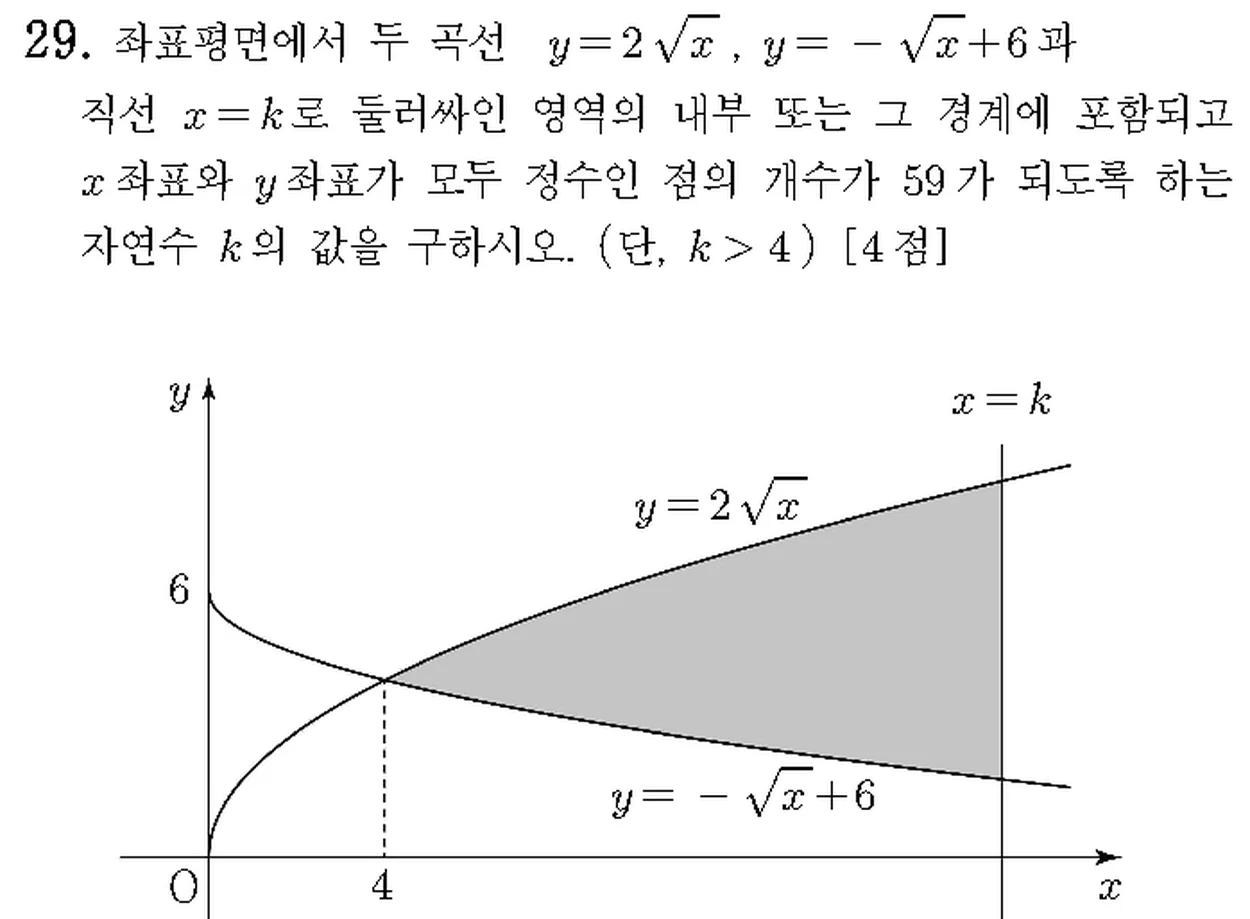 29. 좌표평면에서 두 곡선 y=2√x, y=-√x+6과
직선 x=k로 둘러싸인 영역의 내부 또는 그 경계에 포함되고
x좌표와 y좌표가 모두 정수인 점의 개수가 59가 되도록 하는
자연수 k의 값을 구하시오. (단, k>4) [4점]
y
x=k
y=2√x
6
y=-√x+6
O
4
x